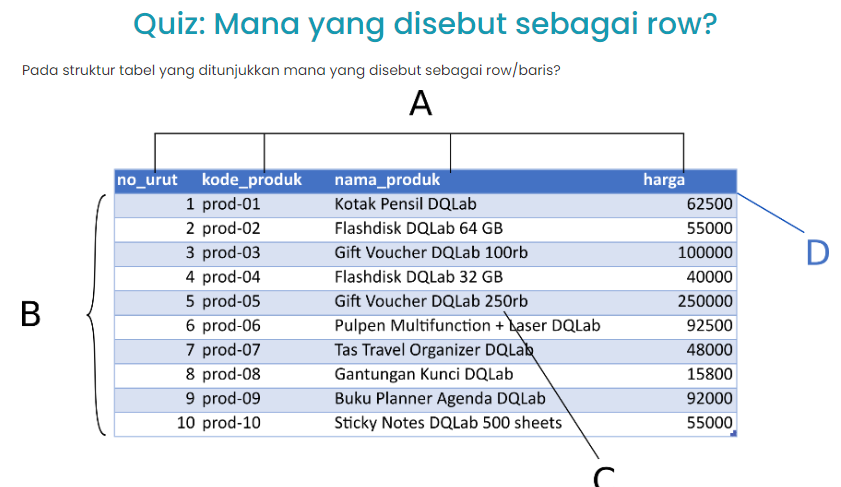 Quiz: Mana yang disebut sebagai row?
Pada struktur tabel yang ditunjukkan mana yang disebut sebagai row/baris?
A
no_urut kode_produk nama_produk harga
1 prod-01 Kotak Pensil DQLab 62500
2 prod-02 Flashdisk DQLab 64 GB 55000
3 prod-03 Gift Voucher DQLab 100rb 100000
4 prod-04 Flashdisk DQLab 32 GB 40000
5 prod-05 Gift Voucher DQLab 250rb 250000
6 prod-06 Pulpen Multifunction + Laser DQLab 92500
7 prod-07 Tas Travel Organizer DQLab 48000
8 prod-08 Gantungan Kunci DQLab 15800
9 prod-09 Buku Planner Agenda DQLab 92000
10 prod-10 Sticky Notes DQLab 500 sheets 55000
B
D
C